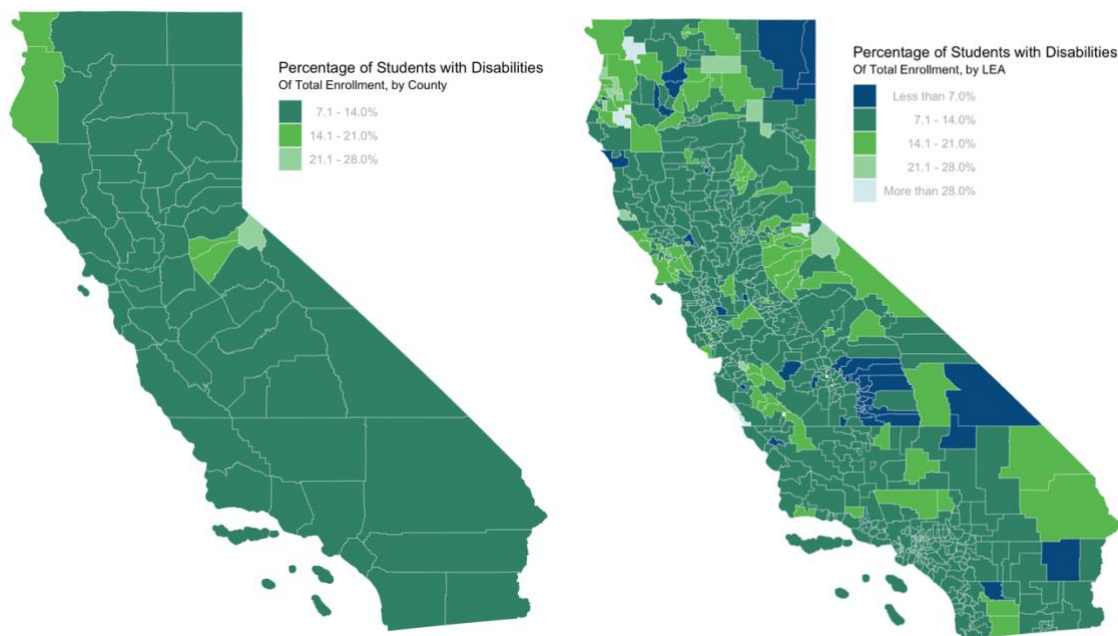 Percentage of Students with Disabilities
Of Total Enrollment, by County
7.1 - 14.0%
14.1 - 21.0%
21.1 - 28.0%
Percentage of Students with Disabilities
Of Total Enrollment, by LEA
Less than 7.0%
7.1 - 14.0%
14.1 - 21.0%
21.1 - 28.0%
More than 28.0%